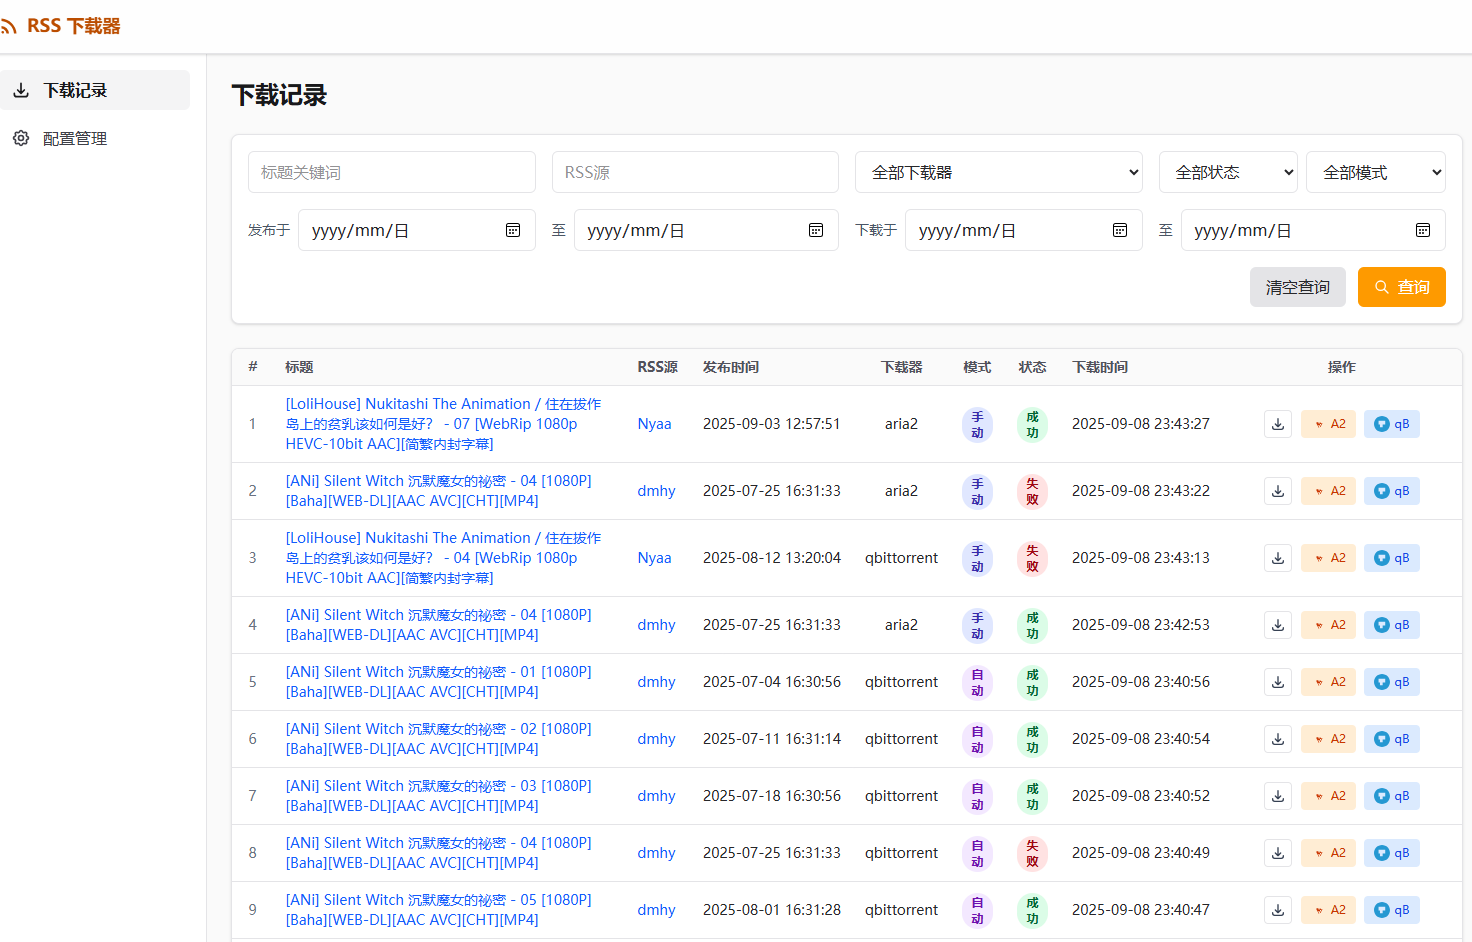 RSS 下载器
下载记录
配置管理
下载记录
标题关键词 RSS源 全部下载器 全部状态 全部模式
发布于 yyyy/mm/日 至 yyyy/mm/日 下载于 yyyy/mm/日 至 yyyy/mm/日
清空查询 查询
# 标题 RSS源 发布时间 下载器 模式 状态 下载时间 操作
1 [LoliHouse] Nukitashi The Animation / 住在拔作
岛上的贫乳该如何是好？ - 07 [WebRip 1080p
HEVC-10bit AAC][简繁内封字幕] Nyaa 2025-09-03 12:57:51 aria2 手动 成功 2025-09-08 23:43:27 A2 qB
2 [ANi] Silent Witch 沉默魔女的祕密 - 04 [1080P]
[Baha][WEB-DL][AAC AVC][CHT][MP4] dmhy 2025-07-25 16:31:33 aria2 手动 失败 2025-09-08 23:43:22 A2 qB
3 [LoliHouse] Nukitashi The Animation / 住在拔作
岛上的贫乳该如何是好？ - 04 [WebRip 1080p
HEVC-10bit AAC][简繁内封字幕] Nyaa 2025-08-12 13:20:04 qbittorrent 手动 失败 2025-09-08 23:43:13 A2 qB
4 [ANi] Silent Witch 沉默魔女的祕密 - 04 [1080P]
[Baha][WEB-DL][AAC AVC][CHT][MP4] dmhy 2025-07-25 16:31:33 aria2 手动 成功 2025-09-08 23:42:53 A2 qB
5 [ANi] Silent Witch 沉默魔女的祕密 - 01 [1080P]
[Baha][WEB-DL][AAC AVC][CHT][MP4] dmhy 2025-07-04 16:30:56 qbittorrent 自动 成功 2025-09-08 23:40:56 A2 qB
6 [ANi] Silent Witch 沉默魔女的祕密 - 02 [1080P]
[Baha][WEB-DL][AAC AVC][CHT][MP4] dmhy 2025-07-11 16:31:14 qbittorrent 自动 成功 2025-09-08 23:40:54 A2 qB
7 [ANi] Silent Witch 沉默魔女的祕密 - 03 [1080P]
[Baha][WEB-DL][AAC AVC][CHT][MP4] dmhy 2025-07-18 16:30:56 qbittorrent 自动 成功 2025-09-08 23:40:52 A2 qB
8 [ANi] Silent Witch 沉默魔女的祕密 - 04 [1080P]
[Baha][WEB-DL][AAC AVC][CHT][MP4] dmhy 2025-07-25 16:31:33 qbittorrent 自动 失败 2025-09-08 23:40:49 A2 qB
9 [ANi] Silent Witch 沉默魔女的祕密 - 05 [1080P]
[Baha][WEB-DL][AAC AVC][CHT][MP4] dmhy 2025-08-01 16:31:28 qbittorrent 自动 成功 2025-09-08 23:40:47 A2 qB